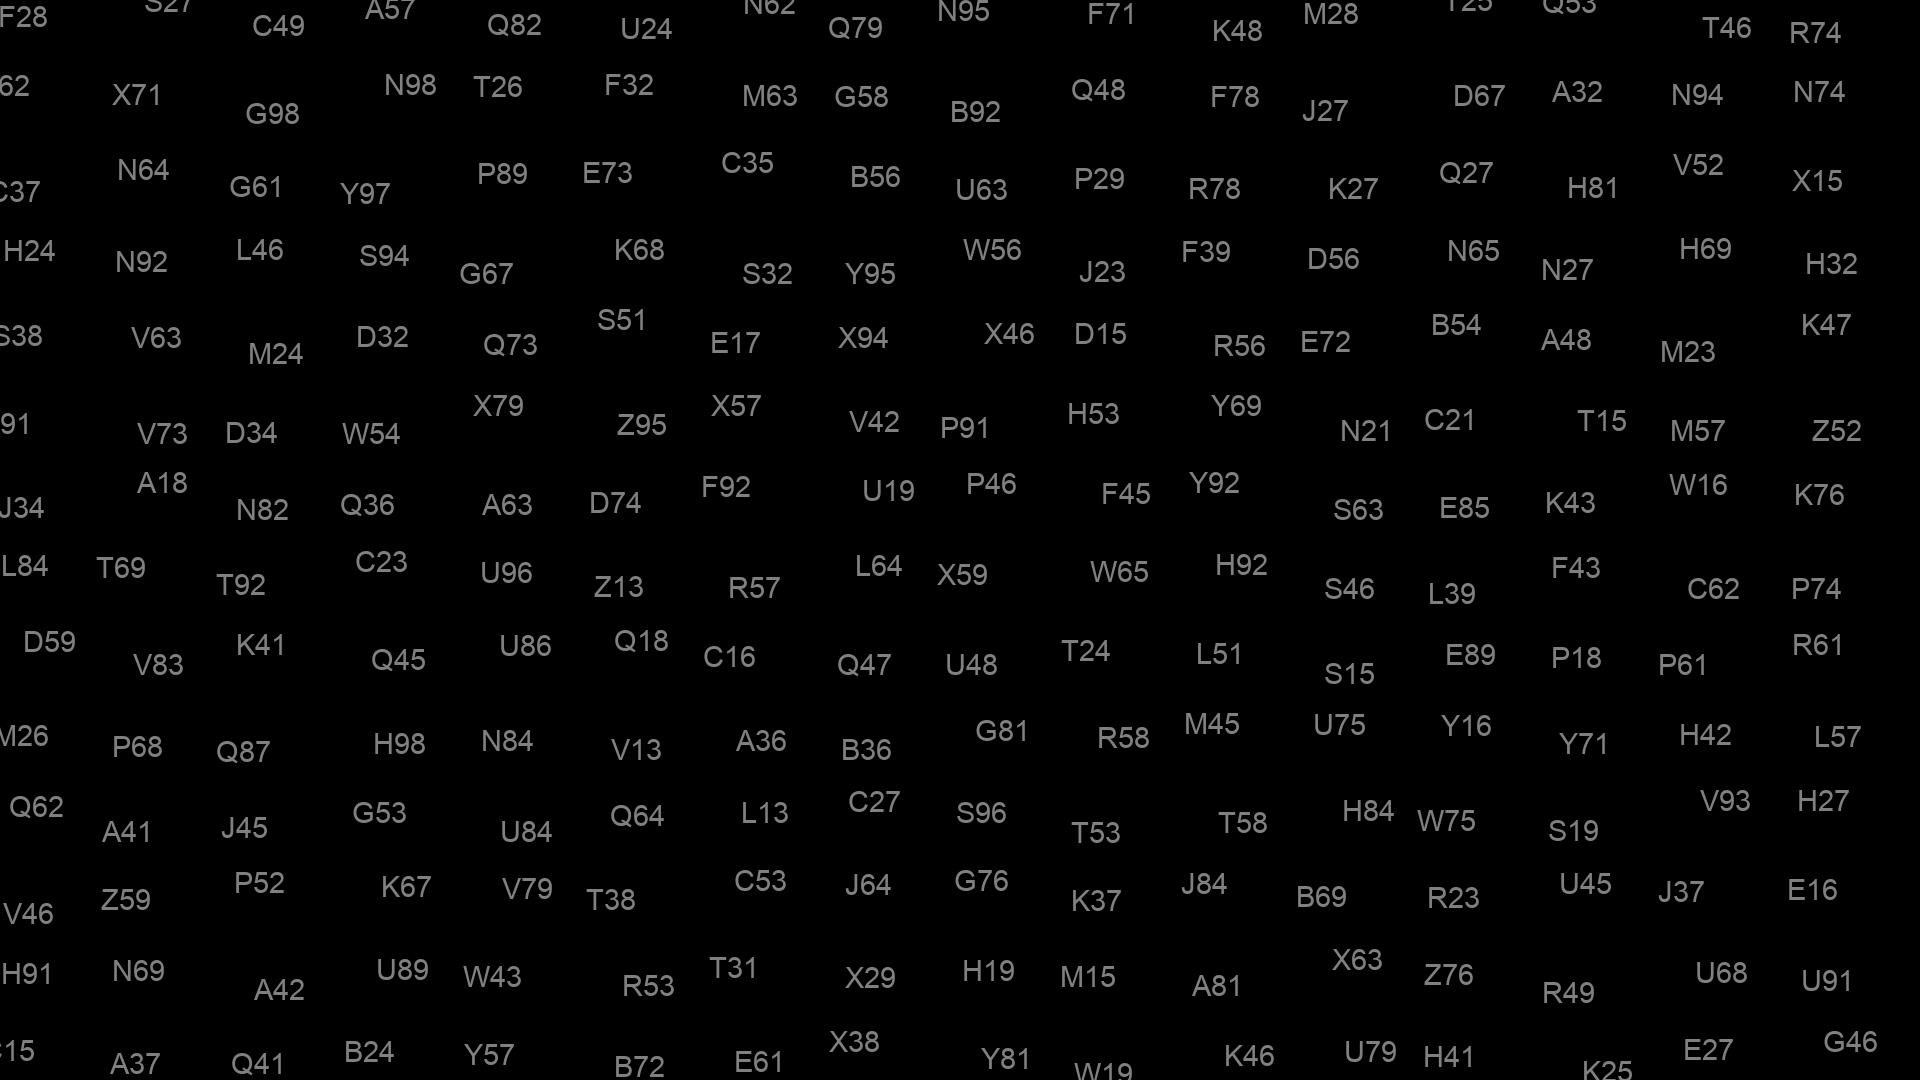 F28 S27 C49 A57 Q82 U24 N62 Q79 N95 F71 K48 M28 T25 Q53 T46 R74
62 X71 G98 N98 T26 F32 M63 G58 B92 Q48 F78 J27 D67 A32 N94 N74
C37 N64 G61 Y97 P89 E73 C35 B56 U63 P29 R78 K27 Q27 H81 V52 X15
H24 N92 L46 S94 G67 K68 S32 Y95 W56 J23 F39 D56 N65 N27 H69 H32
S38 V63 M24 D32 Q73 S51 E17 X94 X46 D15 R56 E72 B54 A48 M23 K47
91 V73 D34 W54 X79 Z95 X57 V42 P91 H53 Y69 N21 C21 T15 M57 Z52
J34 A18 N82 Q36 A63 D74 F92 U19 P46 F45 Y92 S63 E85 K43 W16 K76
L84 T69 T92 C23 U96 Z13 R57 L64 X59 W65 H92 S46 L39 F43 C62 P74
D59 V83 K41 Q45 U86 Q18 C16 Q47 U48 T24 L51 S15 E89 P18 P61 R61
M26 P68 Q87 H98 N84 V13 A36 B36 G81 R58 M45 U75 Y16 Y71 H42 L57
Q62 A41 J45 G53 U84 Q64 L13 C27 S96 T53 T58 H84 W75 S19 V93 H27
V46 Z59 P52 K67 V79 T38 C53 J64 G76 K37 J84 B69 R23 U45 J37 E16
H91 N69 A42 U89 W43 R53 T31 X29 H19 M15 A81 X63 Z76 R49 U68 U91
15 A37 Q41 B24 Y57 B72 E61 X38 Y81 W19 K46 U79 H41 K25 E27 G46